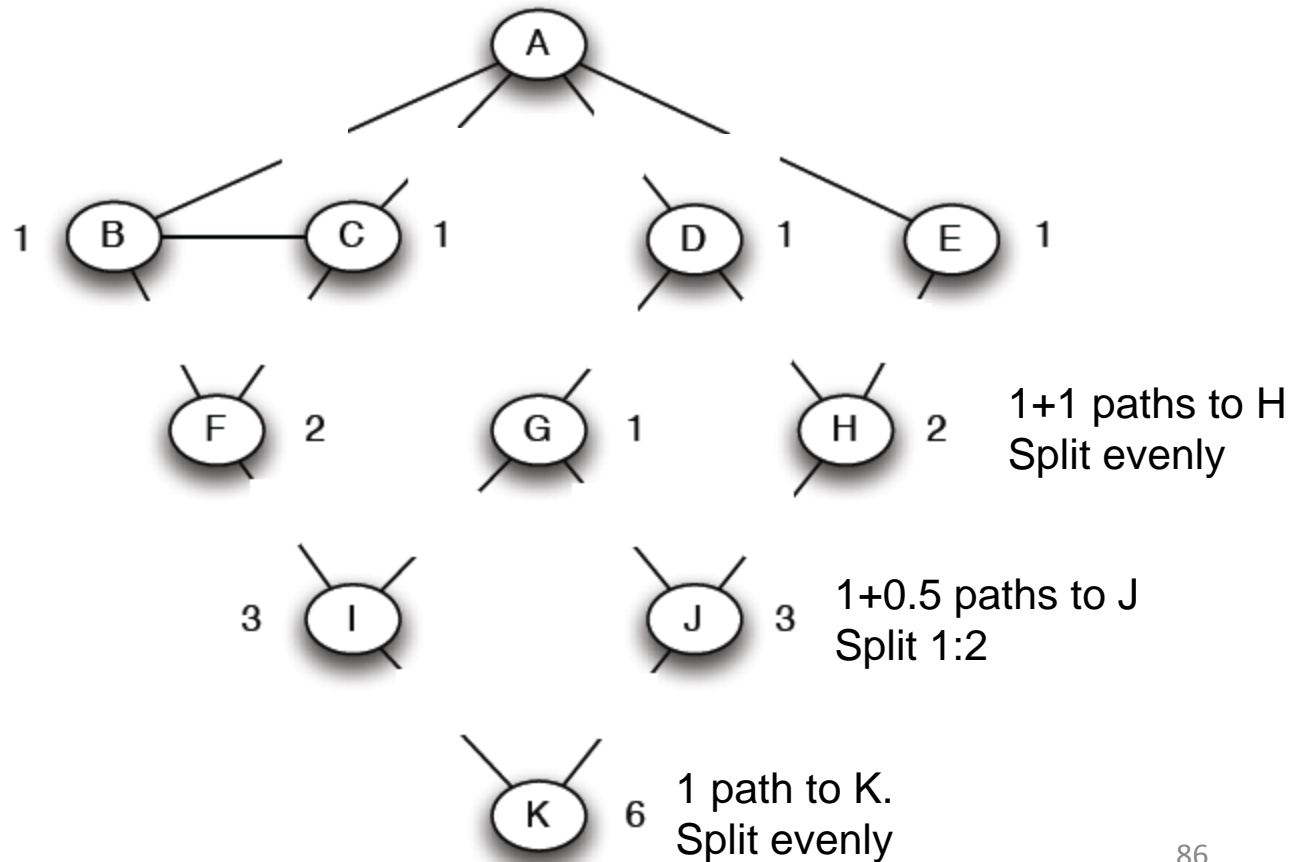 A
1 B C 1 D 1 E 1
F 2 G 1 H 2
1+1 paths to H
Split evenly
3 I J 3
1+0.5 paths to J
Split 1:2
K 6
1 path to K.
Split evenly
86